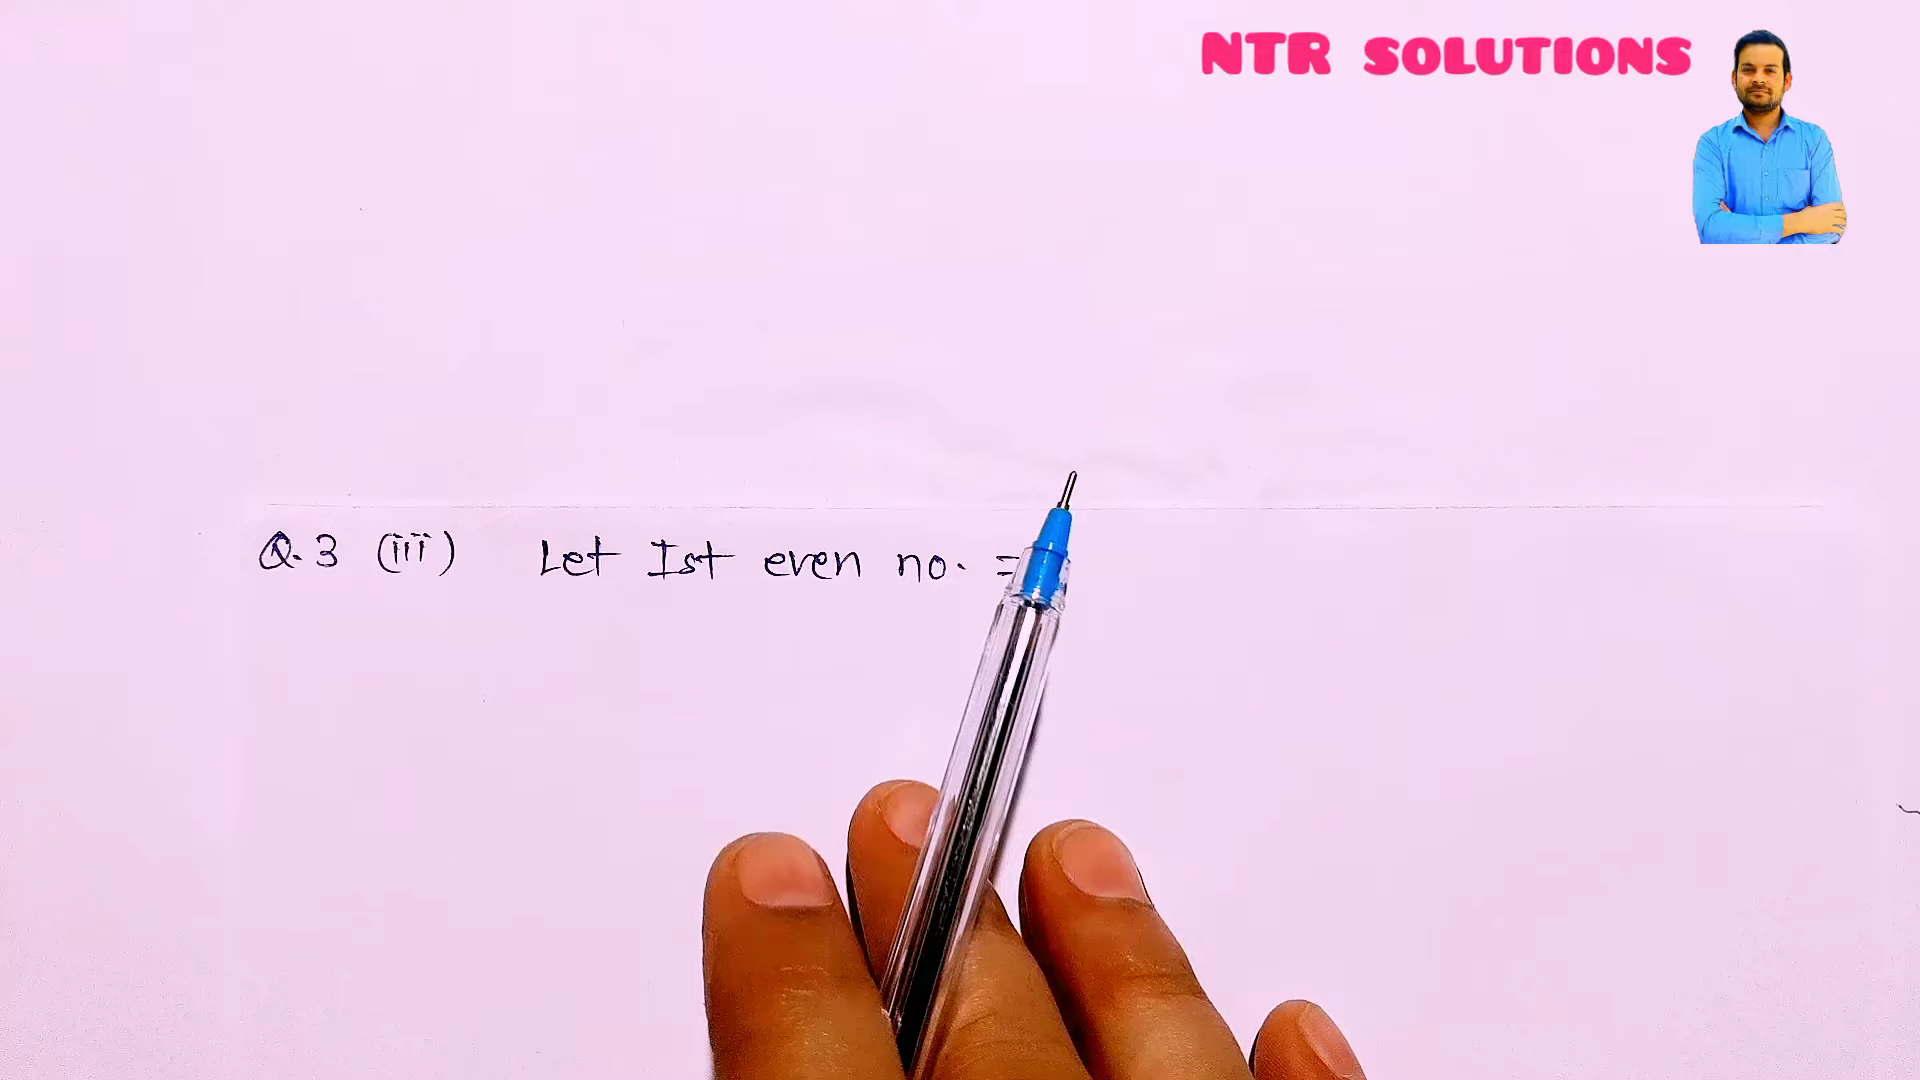 NTR SOLUTIONS
Q.3 (iii) Let Ist even no. =